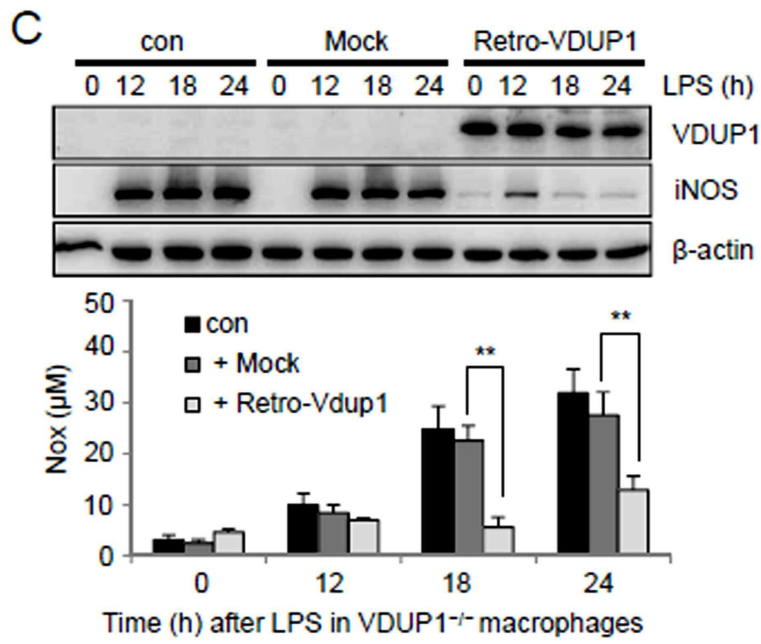 C
con Mock Retro-VDUP1
0 12 18 24 0 12 18 24 0 12 18 24 LPS (h)
VDUP1
iNOS
β-actin
50
40
30
20
10
0
Nox (μM)
con
+ Mock
+ Retro-Vdup1
**
**
0 12 18 24
Time (h) after LPS in VDUP1⁻/⁻ macrophages